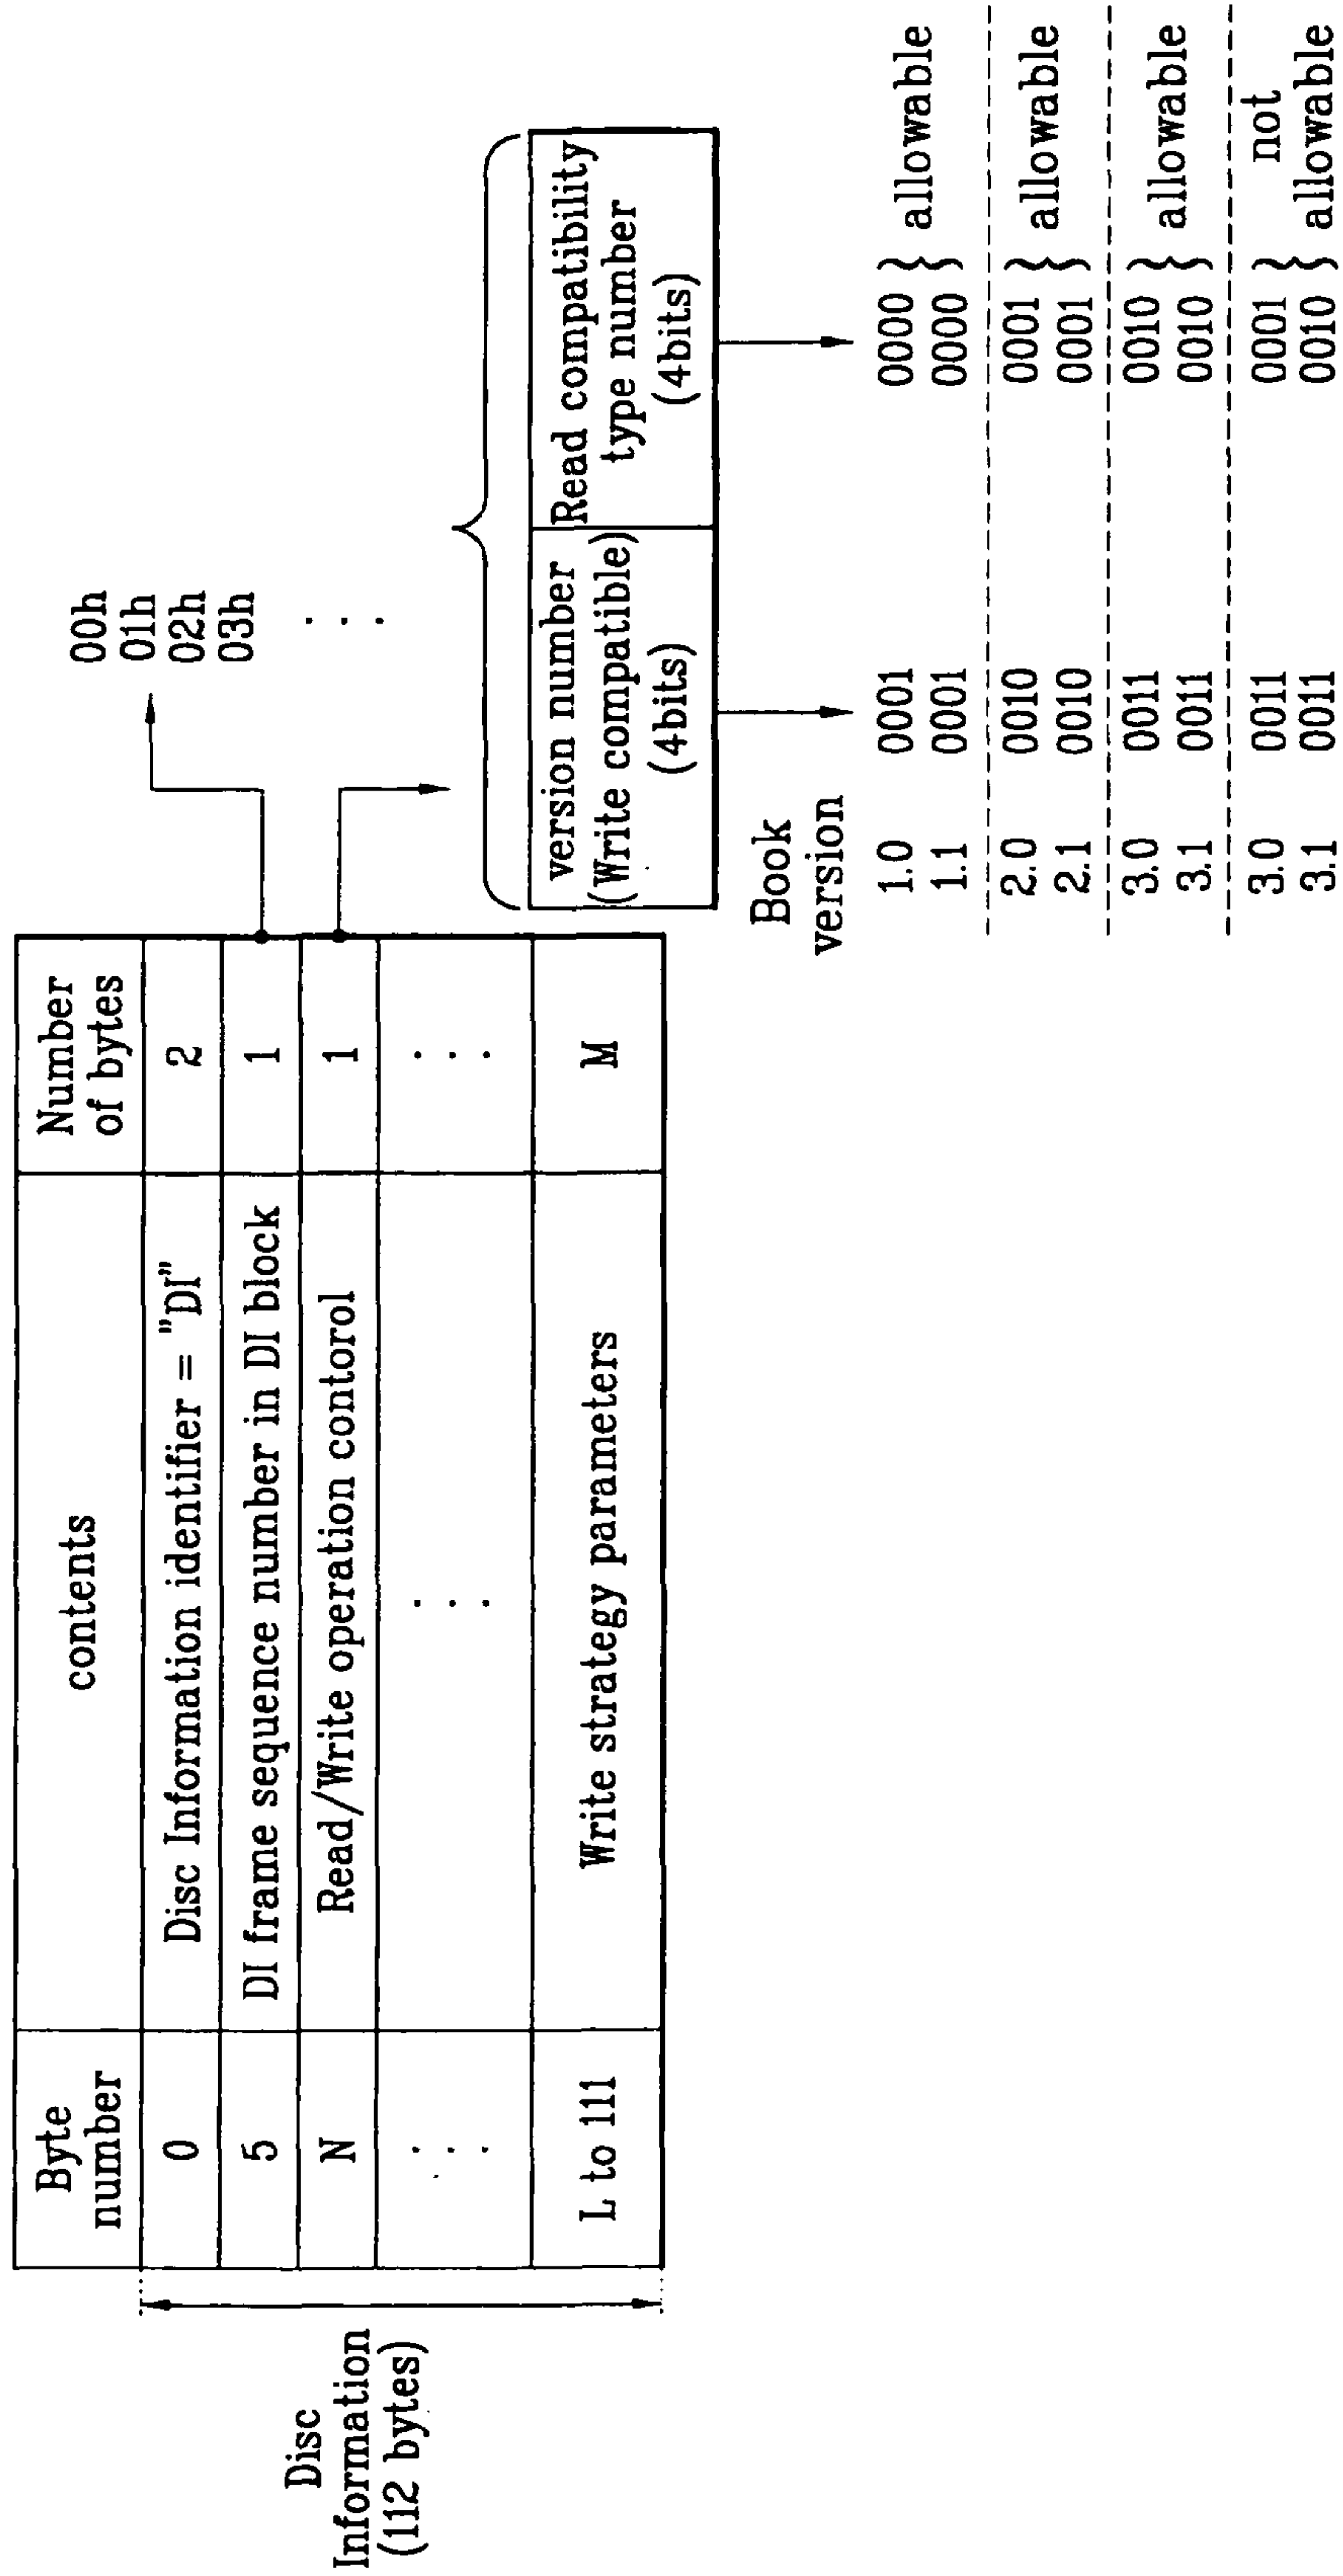 Disc
Information
(112 bytes)
Byte
number
contents
Number
of bytes
0
Disc Information identifier = "DI"
2
5
DI frame sequence number in DI block
1
N
Read/Write operation contorol
1
. . .
. . .
. . .
L to 111
Write strategy parameters
M
00h
01h
02h
03h
. . .
version number
(Write compatible)
(4bits)
Read compatibility
type number
(4bits)
Book
version
1.0 0001 0000 } allowable
1.1 0001 0000 }
2.0 0010 0001 } allowable
2.1 0010 0001 }
3.0 0011 0010 } allowable
3.1 0011 0010 }
3.0 0011 0001 } not
3.1 0011 0010 } allowable